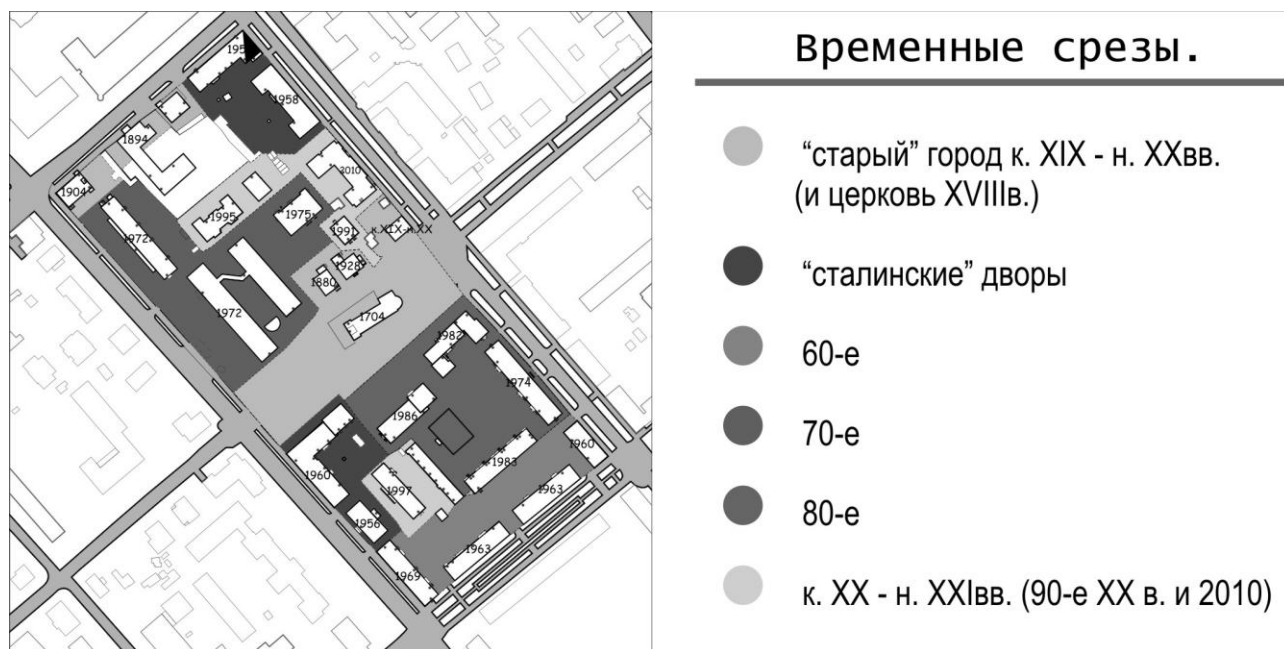 195
1958
1894
1904
2010
1995
1975
1972
1991
к.XIX-н.XX
1928
1880
1972
1704
1982
1974
1986
1960
1983
1960
1997
1963
1956
1963
1969
Временные срезы.
“старый” город к. XIX - н. XXвв.
(и церковь XVIIIв.)
“сталинские” дворы
60-е
70-е
80-е
к. XX - н. XXIвв. (90-е XX в. и 2010)